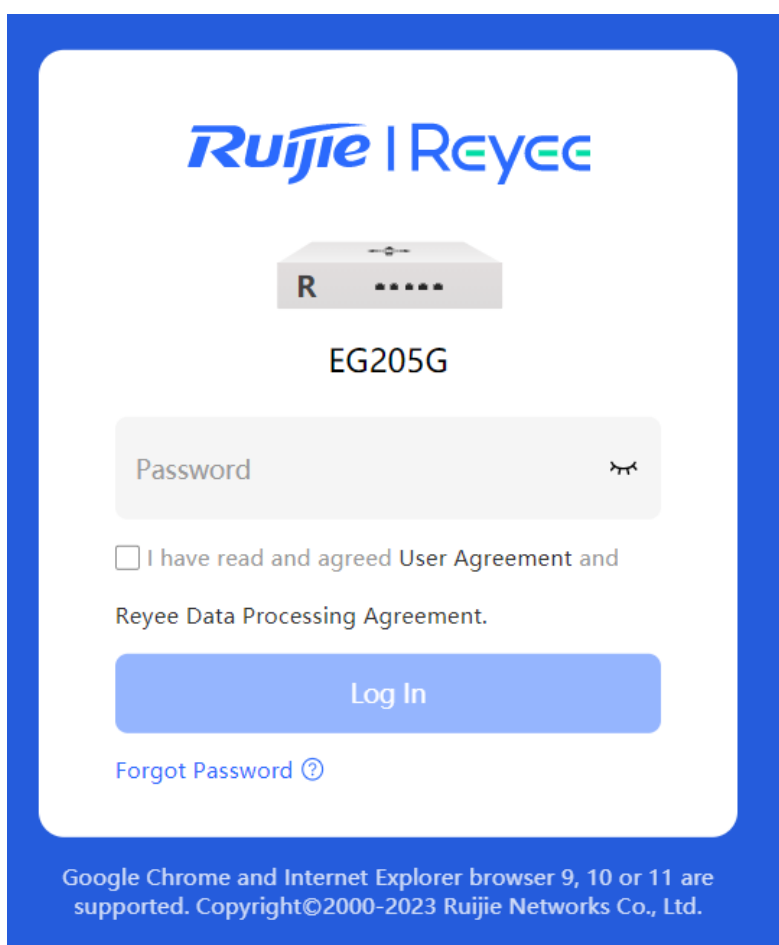 Ruijie | Reyee
R
EG205G
Password
I have read and agreed User Agreement and
Reyee Data Processing Agreement.
Log In
Forgot Password ?
Google Chrome and Internet Explorer browser 9, 10 or 11 are
supported. Copyright©2000-2023 Ruijie Networks Co., Ltd.